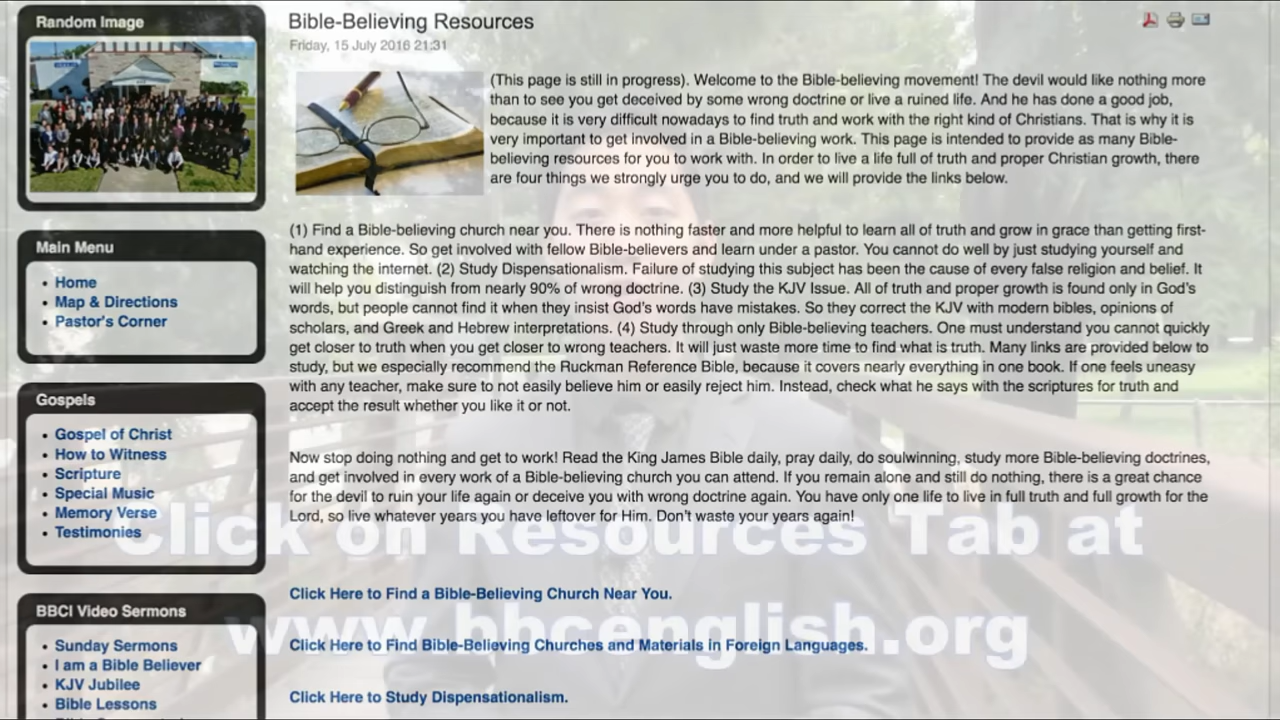 Random Image
Main Menu
Home
Map & Directions
Pastor's Corner
Gospels
Gospel of Christ
How to Witness
Scripture
Special Music
Memory Verse
Testimonies
BBCI Video Sermons
Sunday Sermons
I am a Bible Believer
KJV Jubilee
Bible Lessons
Bible-Believing Resources
Friday, 15 July 2016 21:31
(This page is still in progress). Welcome to the Bible-believing movement! The devil would like nothing more
than to see you get deceived by some wrong doctrine or live a ruined life. And he has done a good job,
because it is very difficult nowadays to find truth and work with the right kind of Christians. That is why it is
very important to get involved in a Bible-believing work. This page is intended to provide as many Bible-
believing resources for you to work with. In order to live a life full of truth and proper Christian growth, there
are four things we strongly urge you to do, and we will provide the links below.
(1) Find a Bible-believing church near you. There is nothing faster and more helpful to learn all of truth and grow in grace than getting first-
hand experience. So get involved with fellow Bible-believers and learn under a pastor. You cannot do well by just studying yourself and
watching the internet. (2) Study Dispensationalism. Failure of studying this subject has been the cause of every false religion and belief. It
will help you distinguish from nearly 90% of wrong doctrine. (3) Study the KJV Issue. All of truth and proper growth is found only in God's
words, but people cannot find it when they insist God's words have mistakes. So they correct the KJV with modern bibles, opinions of
scholars, and Greek and Hebrew interpretations. (4) Study through only Bible-believing teachers. One must understand you cannot quickly
get closer to truth when you get closer to wrong teachers. It will just waste more time to find what is truth. Many links are provided below to
study, but we especially recommend the Ruckman Reference Bible, because it covers nearly everything in one book. If one feels uneasy
with any teacher, make sure to not easily believe him or easily reject him. Instead, check what he says with the scriptures for truth and
accept the result whether you like it or not.
Now stop doing nothing and get to work! Read the King James Bible daily, pray daily, do soulwinning, study more Bible-believing doctrines,
and get involved in every work of a Bible-believing church you can attend. If you remain alone and still do nothing, there is a great chance
for the devil to ruin your life again or deceive you with wrong doctrine again. You have only one life to live in full truth and full growth for the
Lord, so live whatever years you have leftover for Him. Don't waste your years again!
Click on Resources Tab at
Click Here to Find a Bible-Believing Church Near You.
www.bbcenglish.org
Click Here to Find Bible-Believing Churches and Materials in Foreign Languages.
Click Here to Study Dispensationalism.